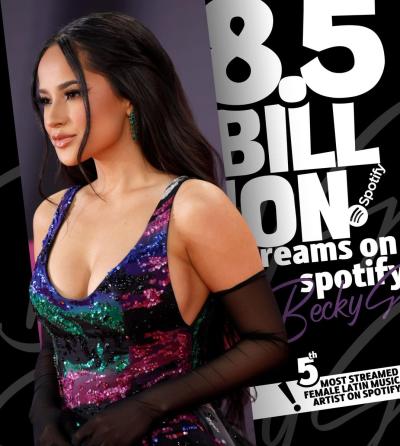 8.5
BiLL
ION
Spotify
reams on
spotify
Becky G
5th
MOST STREAMED
FEMALE LATIN MUSIC
ARTIST ON SPOTIFY
!